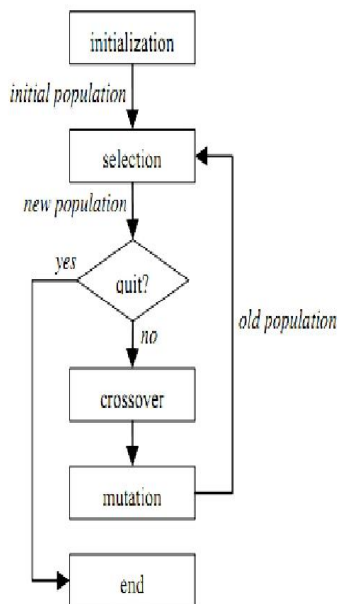 initialization
initial population
selection
new population
yes
quit?
old population
no
crossover
mutation
end